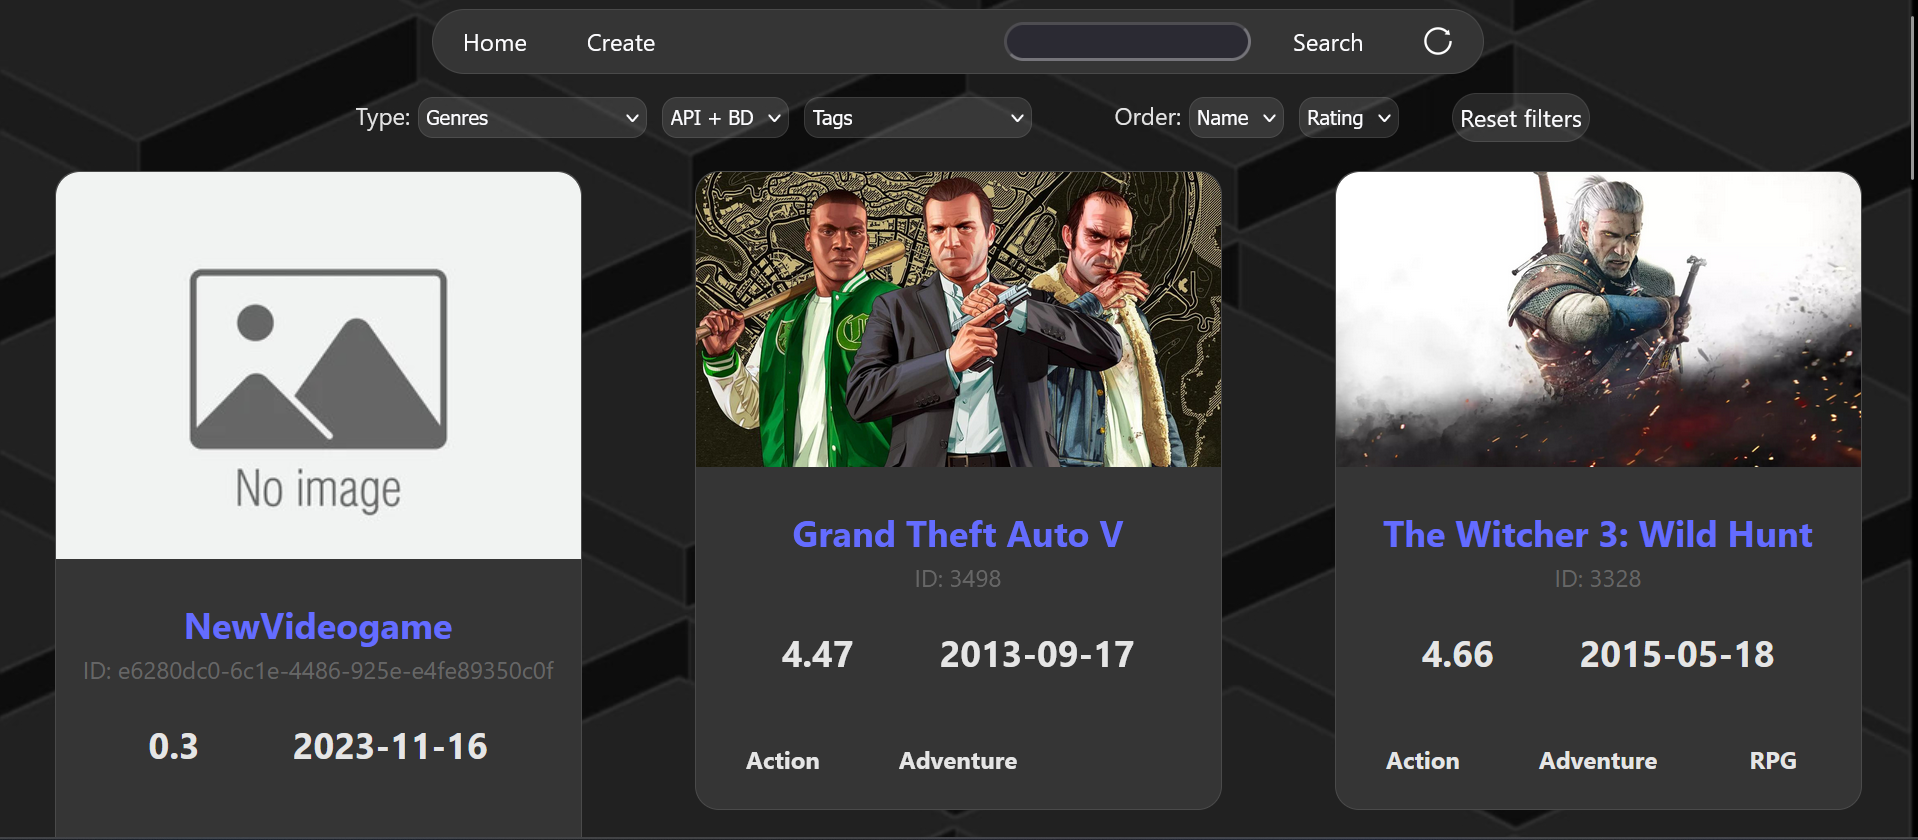 Home Create Search
Type: Genres API + BD Tags Order: Name Rating Reset filters
No image
NewVideogame
ID: e6280dc0-6c1e-4486-925e-e4fe89350c0f
0.3 2023-11-16
Grand Theft Auto V
ID: 3498
4.47 2013-09-17
Action Adventure
The Witcher 3: Wild Hunt
ID: 3328
4.66 2015-05-18
Action Adventure RPG